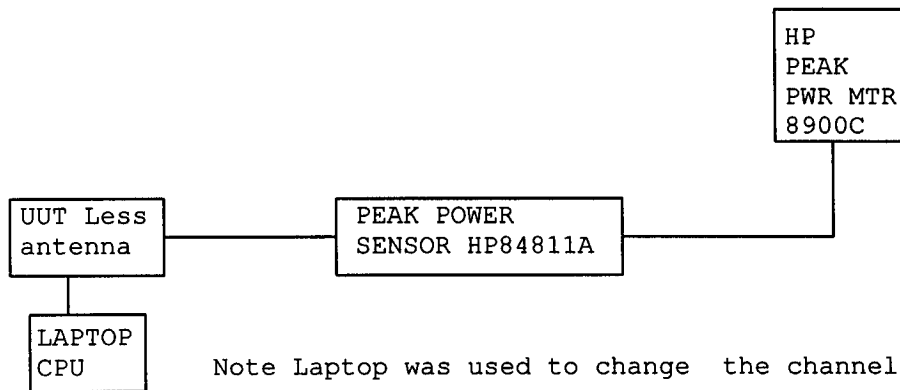 HP
PEAK
PWR MTR
8900C
UUT Less
antenna
PEAK POWER
SENSOR HP84811A
LAPTOP
CPU
Note Laptop was used to change the channel